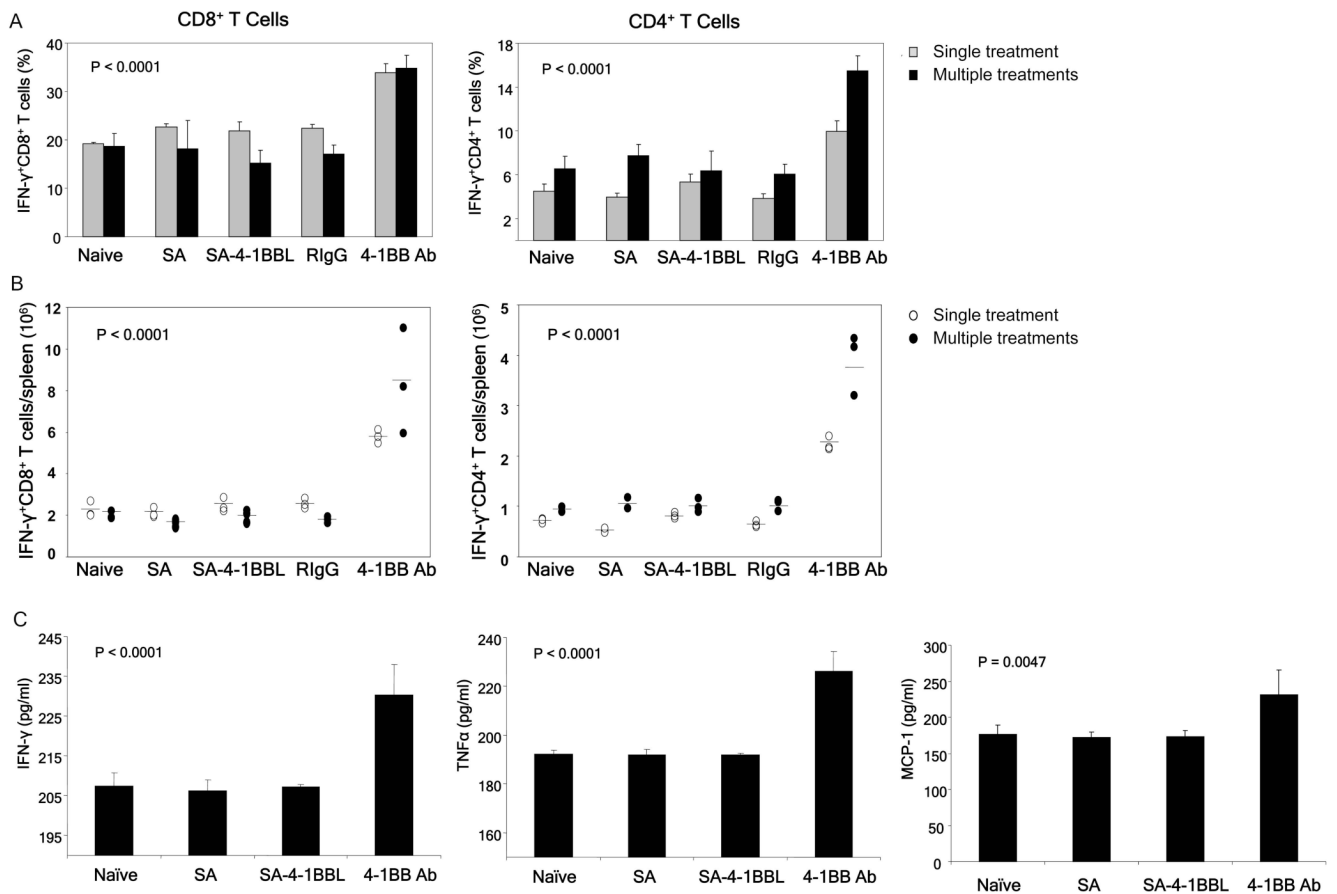 A
CD8⁺ T Cells
CD4⁺ T Cells
IFN-γ⁺CD8⁺ T cells (%)
40
30
20
10
0
P < 0.0001
Naive SA SA-4-1BBL RIgG 4-1BB Ab
IFN-γ⁺CD4⁺ T cells (%)
18
14
10
6
2
P < 0.0001
Naive SA SA-4-1BBL RIgG 4-1BB Ab
Single treatment
Multiple treatments
B
IFN-γ⁺CD8⁺ T cells/spleen (10⁶)
12
10
8
6
4
2
0
P < 0.0001
Naive SA SA-4-1BBL RIgG 4-1BB Ab
IFN-γ⁺CD4⁺ T cells/spleen (10⁶)
5
4
3
2
1
0
P < 0.0001
Naive SA SA-4-1BBL RIgG 4-1BB Ab
Single treatment
Multiple treatments
C
IFN-γ (pg/ml)
245
235
225
215
205
195
P < 0.0001
Naïve SA SA-4-1BBL 4-1BB Ab
TNFα (pg/ml)
240
220
200
180
160
150
P < 0.0001
Naïve SA SA-4-1BBL 4-1BB Ab
MCP-1 (pg/ml)
300
250
200
150
100
50
0
P = 0.0047
Naïve SA SA-4-1BBL 4-1BB Ab